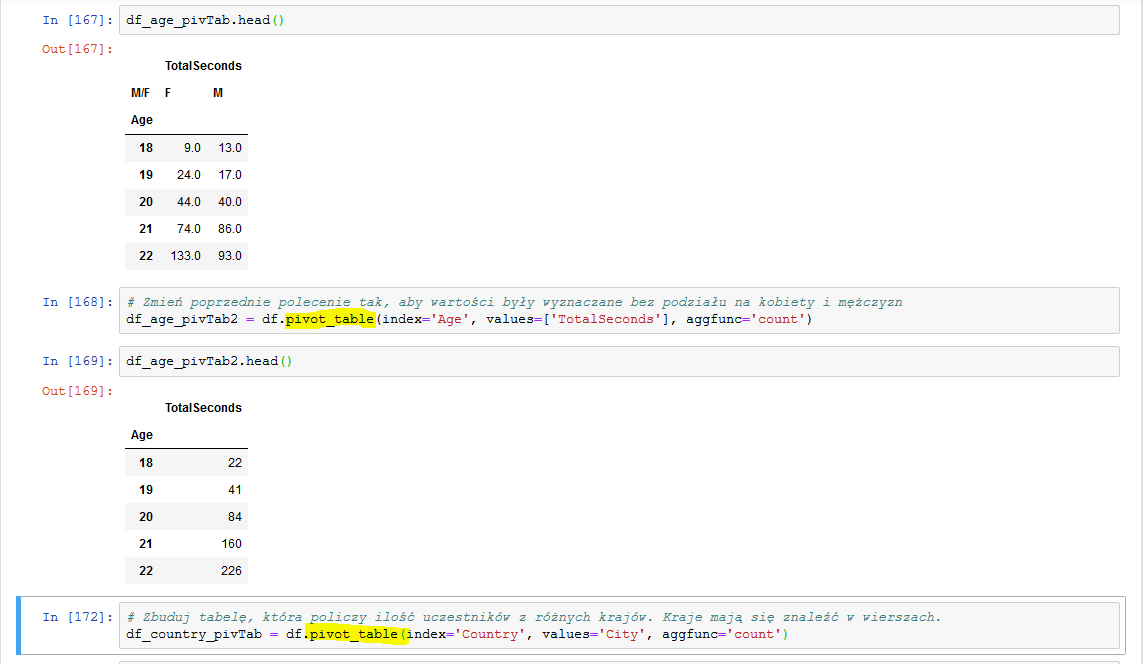 In [167]: df_age_pivTab.head()
Out[167]:
TotalSeconds
M/F F M
Age
18 9.0 13.0
19 24.0 17.0
20 44.0 40.0
21 74.0 86.0
22 133.0 93.0
In [168]: # Zmień poprzednie polecenie tak, aby wartości były wyznaczane bez podziału na kobiety i mężczyzn
df_age_pivTab2 = df.pivot_table(index='Age', values=['TotalSeconds'], aggfunc='count')
In [169]: df_age_pivTab2.head()
Out[169]:
TotalSeconds
Age
18 22
19 41
20 84
21 160
22 226
In [172]: # Zbuduj tabelę, która policzy ilość uczestników z różnych krajów. Kraje mają się znaleźć w wierszach.
df_country_pivTab = df.pivot_table(index='Country', values='City', aggfunc='count')